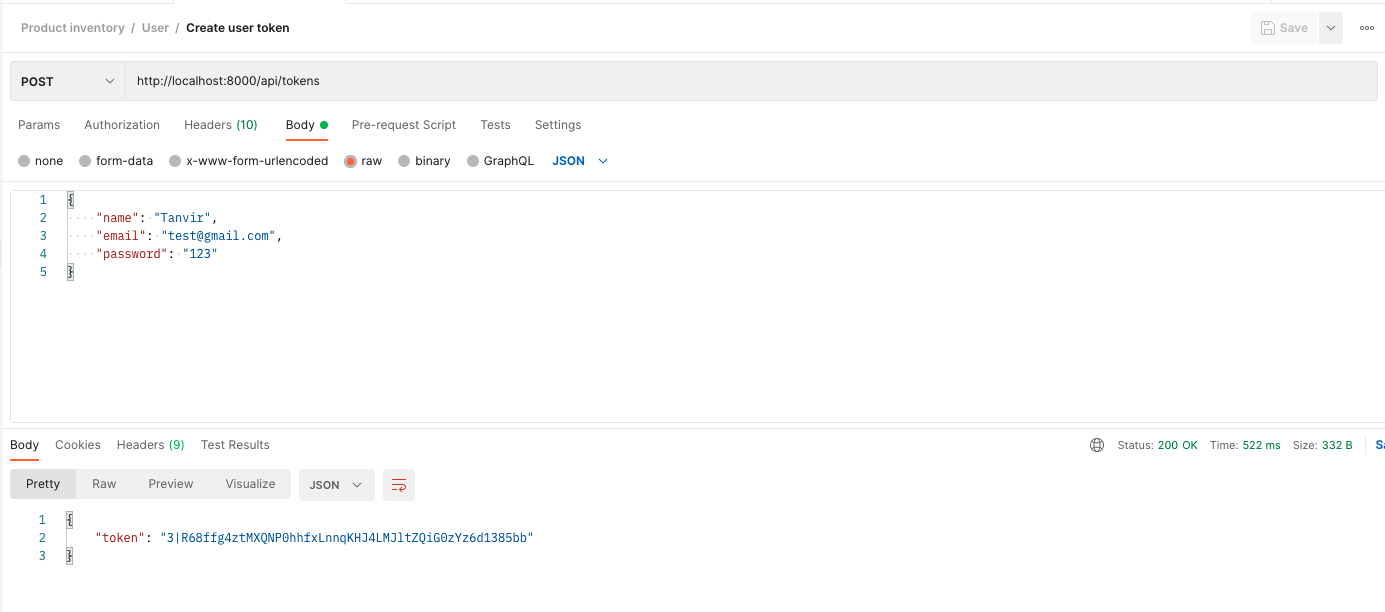 Product inventory / User / Create user token
Save
POST http://localhost:8000/api/tokens
Params Authorization Headers (10) Body Pre-request Script Tests Settings
none form-data x-www-form-urlencoded raw binary GraphQL JSON
1 {
2 "name": "Tanvir",
3 "email": "test@gmail.com",
4 "password": "123"
5 }
Body Cookies Headers (9) Test Results Status: 200 OK Time: 522 ms Size: 332 B Sa
Pretty Raw Preview Visualize JSON
1 {
2 "token": "3|R68ffg4ztMXQNP0hhfxLnnqKHJ4LMJltZQiG0zYz6d1385bb"
3 }